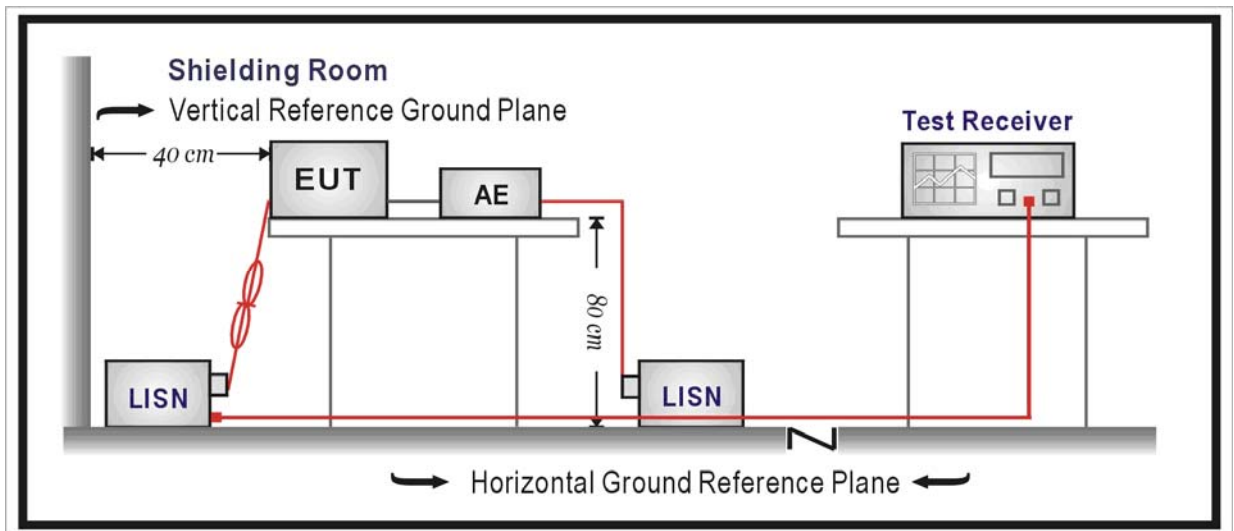 Shielding Room
Vertical Reference Ground Plane
Test Receiver
40 cm
EUT
AE
80 cm
LISN
LISN
Horizontal Ground Reference Plane